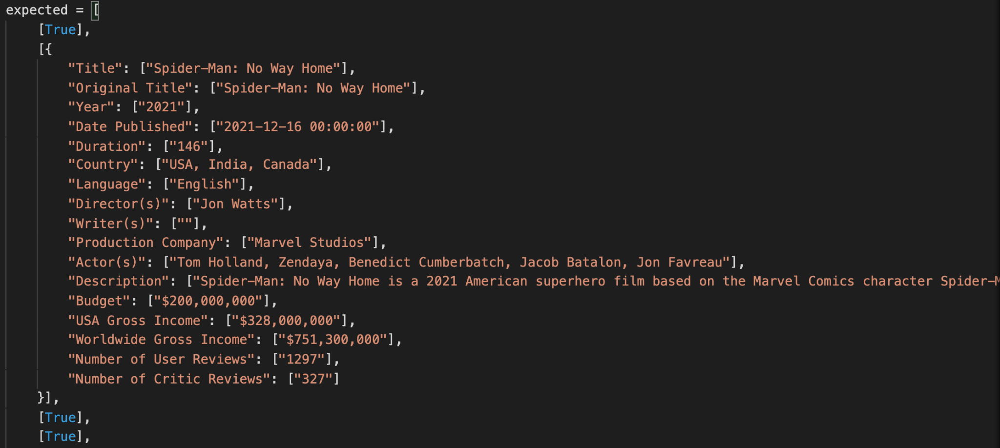 expected = [
[True],
[{
"Title": ["Spider-Man: No Way Home"],
"Original Title": ["Spider-Man: No Way Home"],
"Year": ["2021"],
"Date Published": ["2021-12-16 00:00:00"],
"Duration": ["146"],
"Country": ["USA, India, Canada"],
"Language": ["English"],
"Director(s)": ["Jon Watts"],
"Writer(s)": [""],
"Production Company": ["Marvel Studios"],
"Actor(s)": ["Tom Holland, Zendaya, Benedict Cumberbatch, Jacob Batalon, Jon Favreau"],
"Description": ["Spider-Man: No Way Home is a 2021 American superhero film based on the Marvel Comics character Spider-M
"Budget": ["$200,000,000"],
"USA Gross Income": ["$328,000,000"],
"Worldwide Gross Income": ["$751,300,000"],
"Number of User Reviews": ["1297"],
"Number of Critic Reviews": ["327"]
}],
[True],
[True],